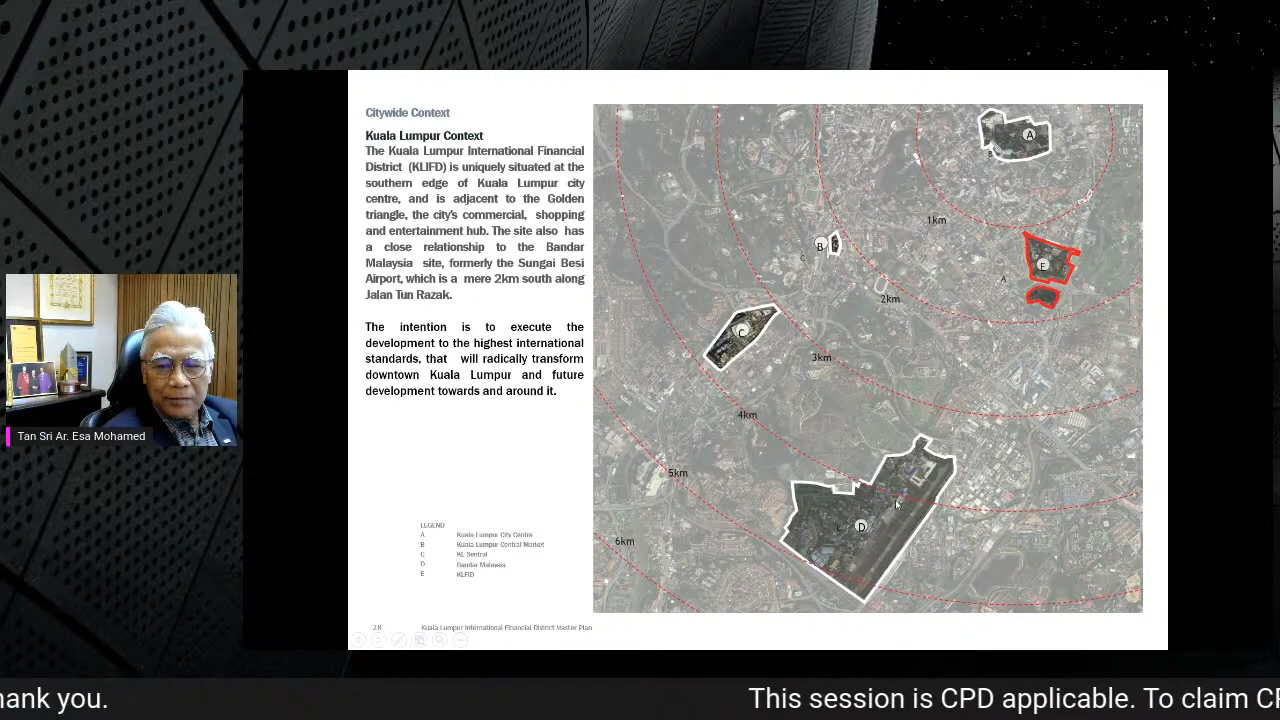 Citywide Context
Kuala Lumpur Context
The Kuala Lumpur International Financial
District (KLIFD) is uniquely situated at the
southern edge of Kuala Lumpur city
centre, and is adjacent to the Golden
triangle, the city's commercial, shopping
and entertainment hub. The site also has
a close relationship to the Bandar
Malaysia site, formerly the Sungai Besi
Airport, which is a mere 2km south along
Jalan Tun Razak.
The intention is to execute the
development to the highest international
standards, that will radically transform
downtown Kuala Lumpur and future
development towards and around it.
LEGEND
A Kuala Lumpur City Centre
B Kuala Lumpur Central Market
C KL Sentral
D Bandar Malaysia
E KLFID
28 Kuala Lumpur International Financial District Master Plan
A
B
1km
B
C
E
A
2km
C
3km
4km
5km
D
6km
Tan Sri Ar. Esa Mohamed
hank you.
This session is CPD applicable. To claim CP